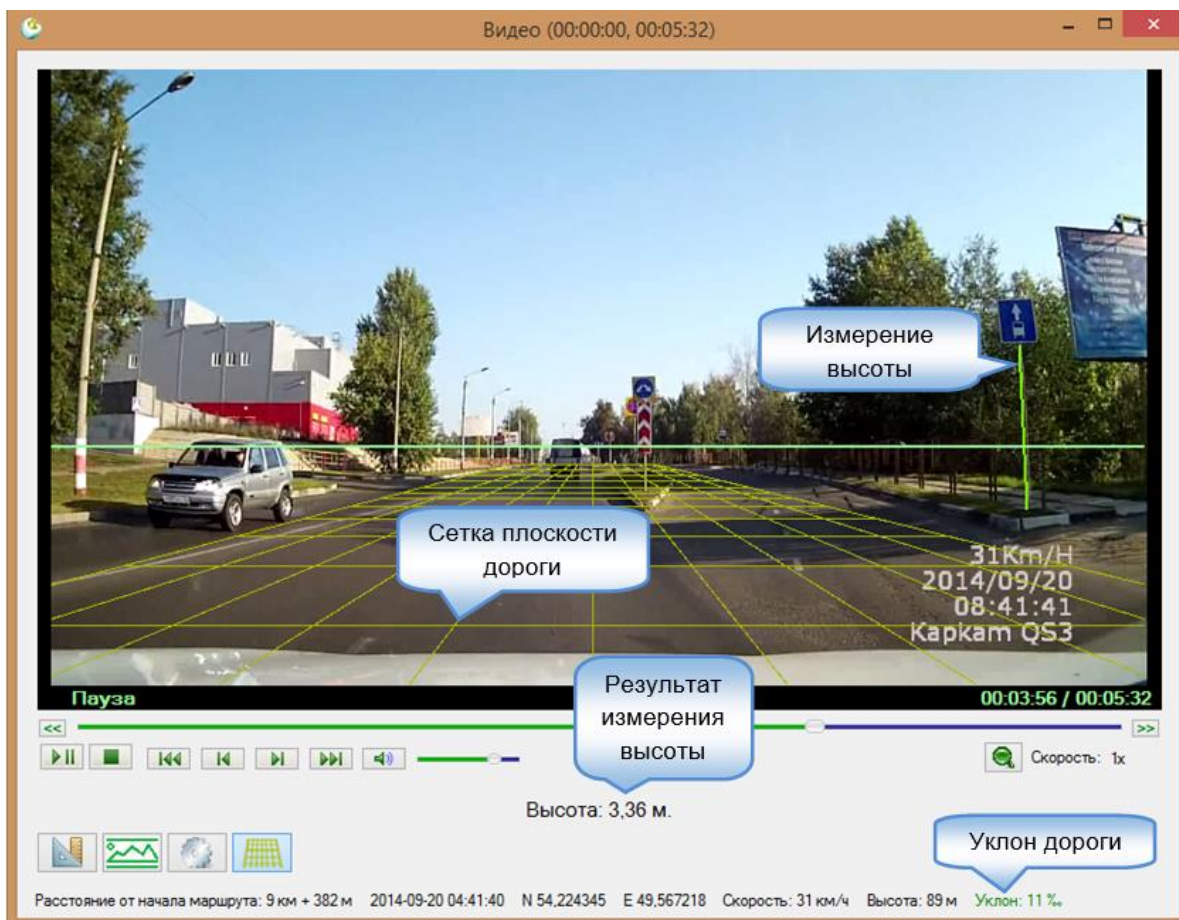 Видео (00:00:00, 00:05:32)
Измерение
высоты
Сетка плоскости
дороги
31Km/H
2014/09/20
08:41:41
Каркам QS3
Результат
измерения
высоты
Пауза
00:03:56 / 00:05:32
<<
>>
Скорость: 1x
Высота: 3,36 м.
Уклон дороги
Расстояние от начала маршрута: 9 км + 382 м 2014-09-20 04:41:40 N 54,224345 E 49,567218 Скорость: 31 км/ч Высота: 89 м Уклон: 11 ‰